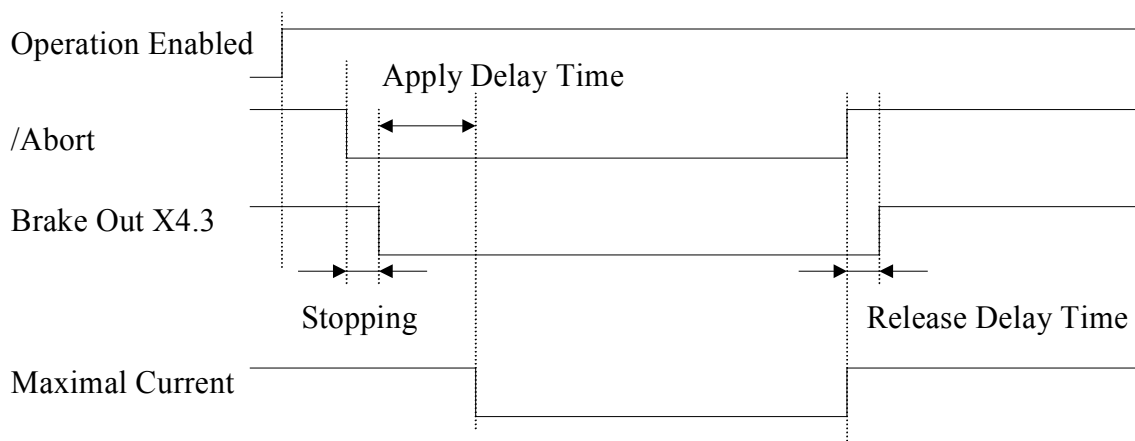 Operation Enabled
Apply Delay Time
/Abort
Brake Out X4.3
Stopping
Release Delay Time
Maximal Current